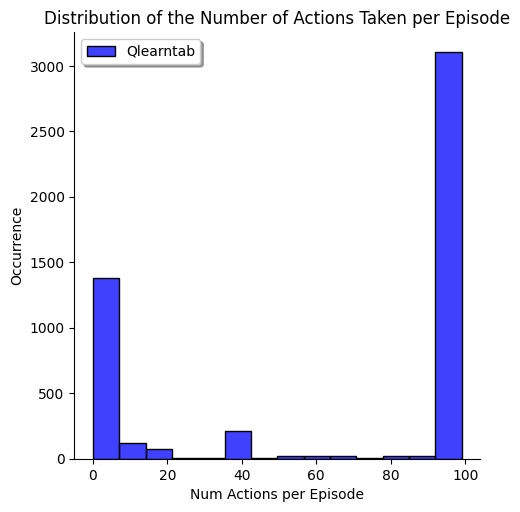 Distribution of the Number of Actions Taken per Episode
Qlearntab
3000
2500
2000
1500
1000
500
0
Occurrence
0 20 40 60 80 100
Num Actions per Episode